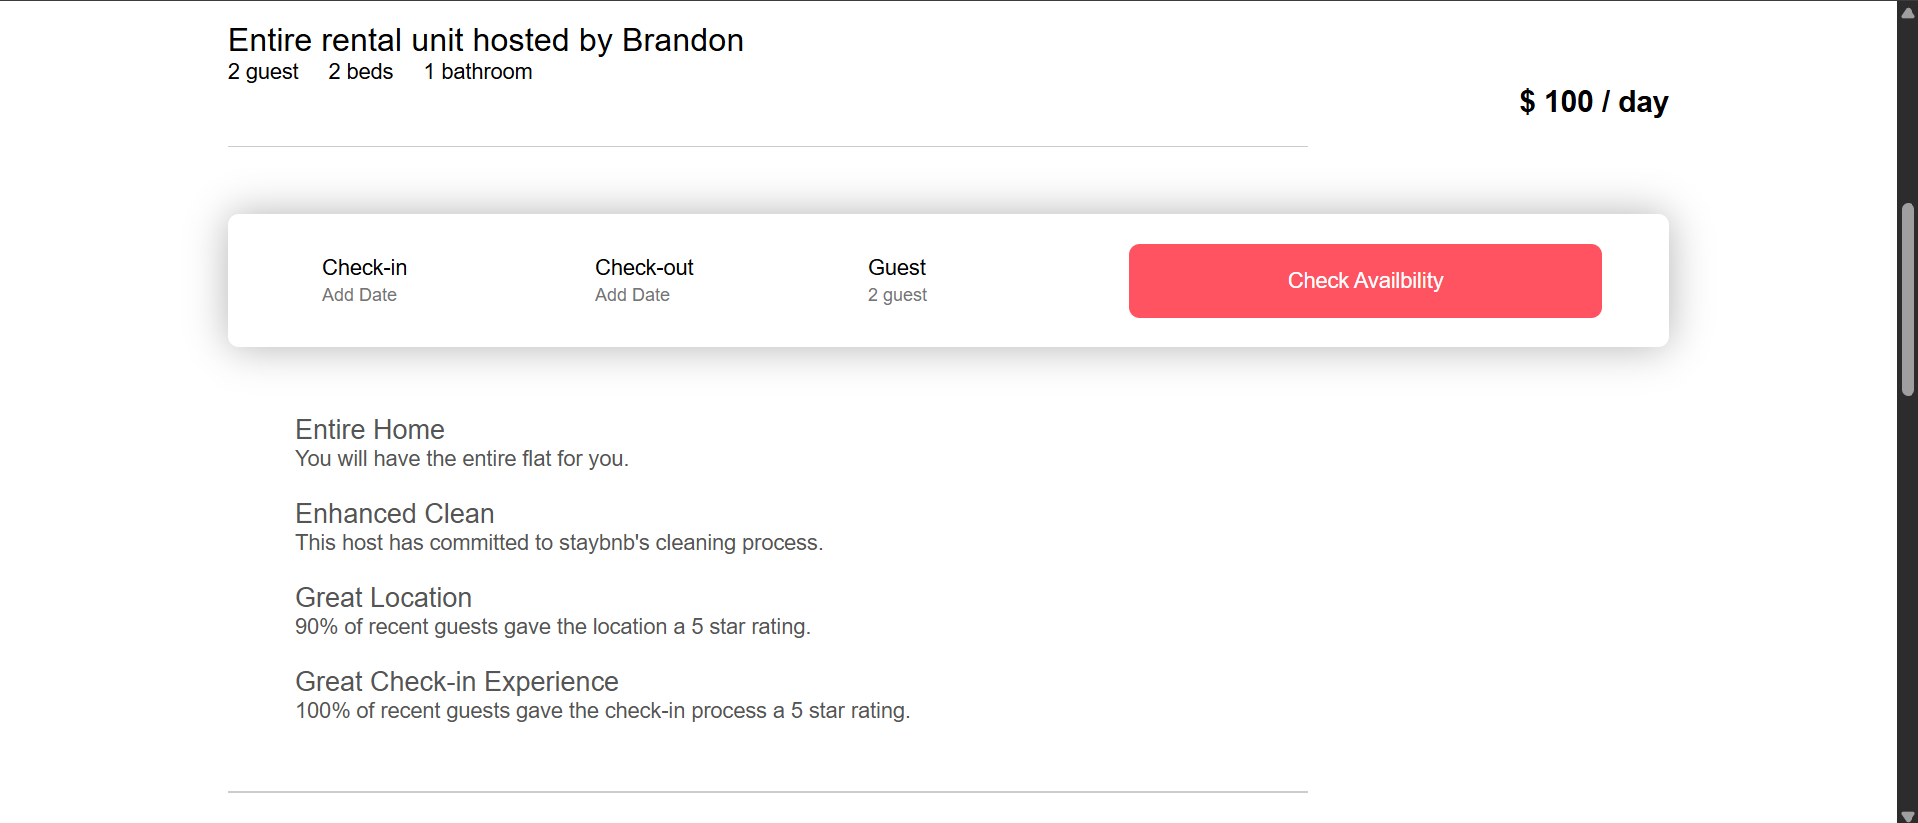 Entire rental unit hosted by Brandon
2 guest 2 beds 1 bathroom
$ 100 / day
Check-in Check-out Guest
Add Date Add Date 2 guest
Check Availbility
Entire Home
You will have the entire flat for you.
Enhanced Clean
This host has committed to staybnb's cleaning process.
Great Location
90% of recent guests gave the location a 5 star rating.
Great Check-in Experience
100% of recent guests gave the check-in process a 5 star rating.